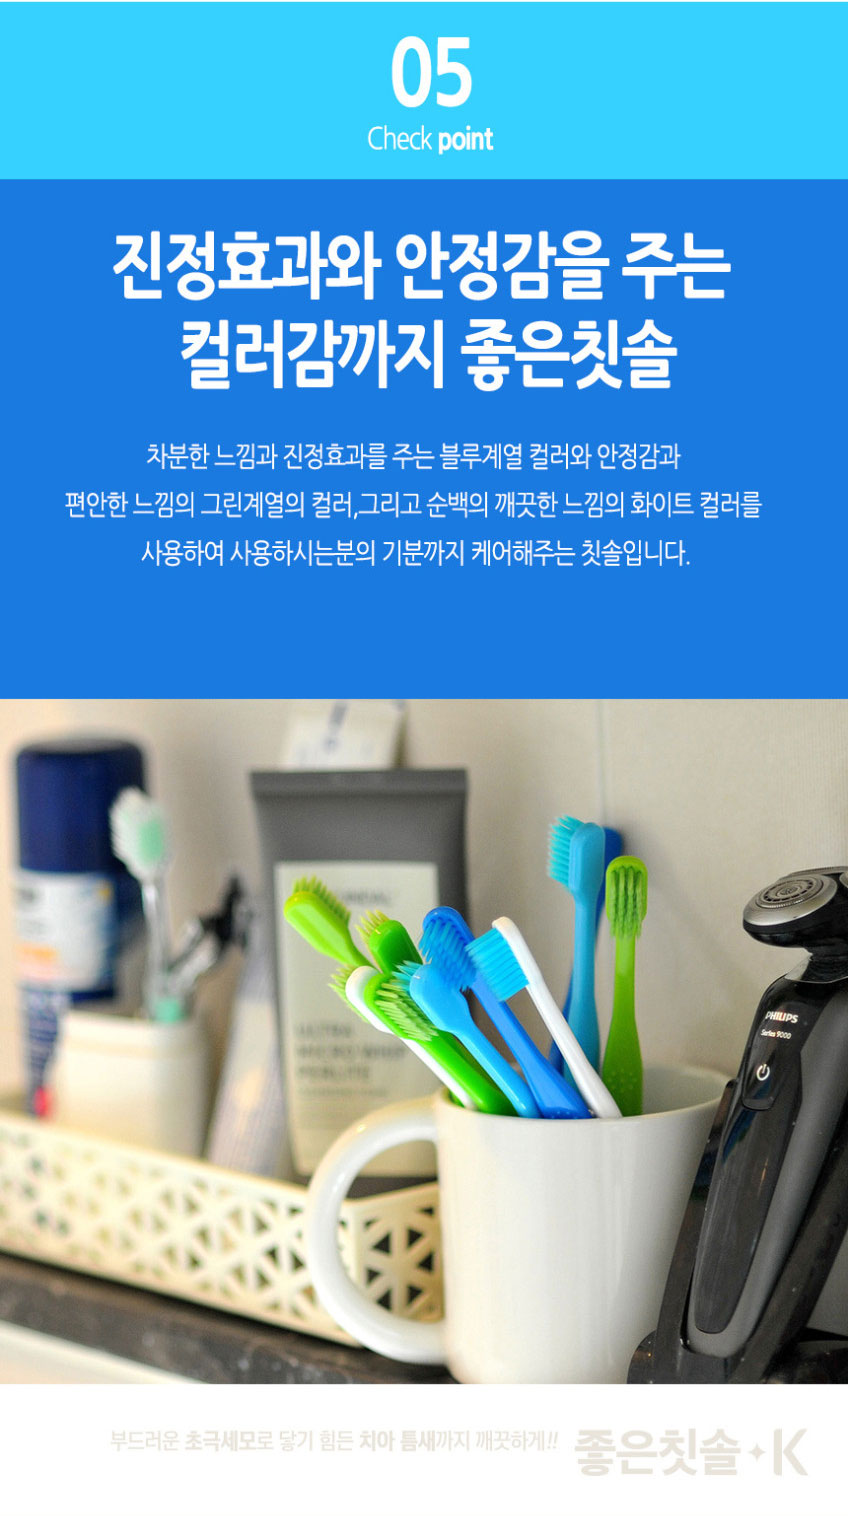 05
Check point
진정효과와 안정감을 주는
컬러감까지 좋은칫솔
차분한 느낌과 진정효과를 주는 블루계열 컬러와 안정감과
편안한 느낌의 그린계열의 컬러,그리고 순백의 깨끗한 느낌의 화이트 컬러를
사용하여 사용하시는분의 기분까지 케어해주는 칫솔입니다.
PHILIPS
Series 9000
부드러운 초극세모로 닿기 힘든 치아 틈새까지 깨끗하게!! 좋은칫솔+K